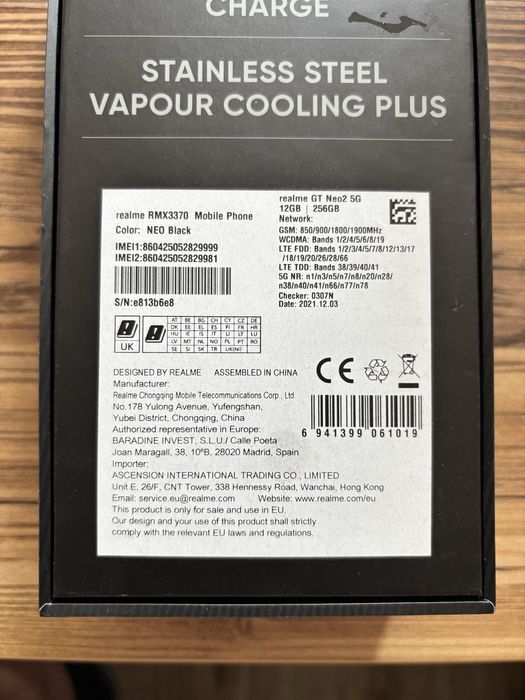 CHARGE
STAINLESS STEEL
VAPOUR COOLING PLUS
realme RMX3370 Mobile Phone
Color: NEO Black
IMEI1:860425052829999
IMEI2:860425052829981
S/N:e813b6e8
realme GT Neo2 5G
12GB | 256GB
Network:
GSM: 850/900/1800/1900MHz
WCDMA: Bands 1/2/4/5/6/8/19
LTE FDD: Bands 1/2/3/4/5/7/8/12/13/17
/18/19/20/26/28/66
LTE TDD: Bands 38/39/40/41
5G NR: n1/n3/n5/n7/n8/n20/n28/
n38/n40/n41/n66/n77/n78
Checker: 0307N
Date: 2021.12.03
UK
AT BE BG CH CY CZ DE
DK EE EL ES FI FR HR
HU IE IS IT LI LT LU
LV MT NL NO PL PT RO
SE SI SK TR UK(NI)
DESIGNED BY REALME ASSEMBLED IN CHINA
Manufacturer:
Realme Chongqing Mobile Telecommunications Corp., Ltd.
No.178 Yulong Avenue, Yufengshan,
Yubei District, Chongqing, China
Authorized representative in Europe:
BARADINE INVEST, S.L.U./ Calle Poeta
Joan Maragall, 38, 10ºB, 28020 Madrid, Spain
Importer:
ASCENSION INTERNATIONAL TRADING CO., LIMITED
Unit E, 26/F, CNT Tower, 338 Hennessy Road, Wanchai, Hong Kong
Email: service.eu@realme.com Website: www.realme.com/eu
This product is only for sale and use in EU.
Our design and your use of this product shall strictly
comply with the relevant EU laws and regulations.
CE
6 941399 061019